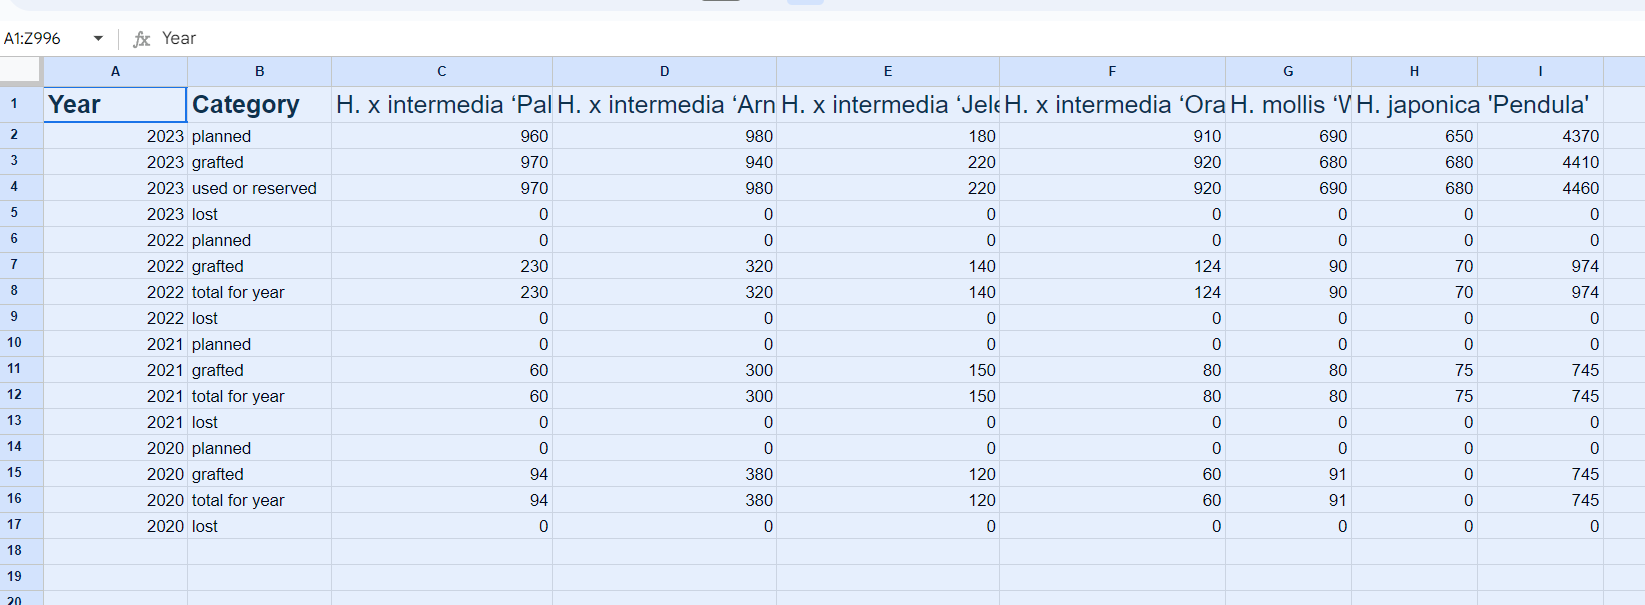 A1:Z996 fx Year
A B C D E F G H I
1 Year Category H. x intermedia ‘Pal H. x intermedia ‘Arn H. x intermedia ‘Jele H. x intermedia ‘Ora H. mollis ‘W H. japonica 'Pendula'
2 2023 planned 960 980 180 910 690 650 4370
3 2023 grafted 970 940 220 920 680 680 4410
4 2023 used or reserved 970 980 220 920 690 680 4460
5 2023 lost 0 0 0 0 0 0 0
6 2022 planned 0 0 0 0 0 0 0
7 2022 grafted 230 320 140 124 90 70 974
8 2022 total for year 230 320 140 124 90 70 974
9 2022 lost 0 0 0 0 0 0 0
10 2021 planned 0 0 0 0 0 0 0
11 2021 grafted 60 300 150 80 80 75 745
12 2021 total for year 60 300 150 80 80 75 745
13 2021 lost 0 0 0 0 0 0 0
14 2020 planned 0 0 0 0 0 0 0
15 2020 grafted 94 380 120 60 91 0 745
16 2020 total for year 94 380 120 60 91 0 745
17 2020 lost 0 0 0 0 0 0 0
18
19
20